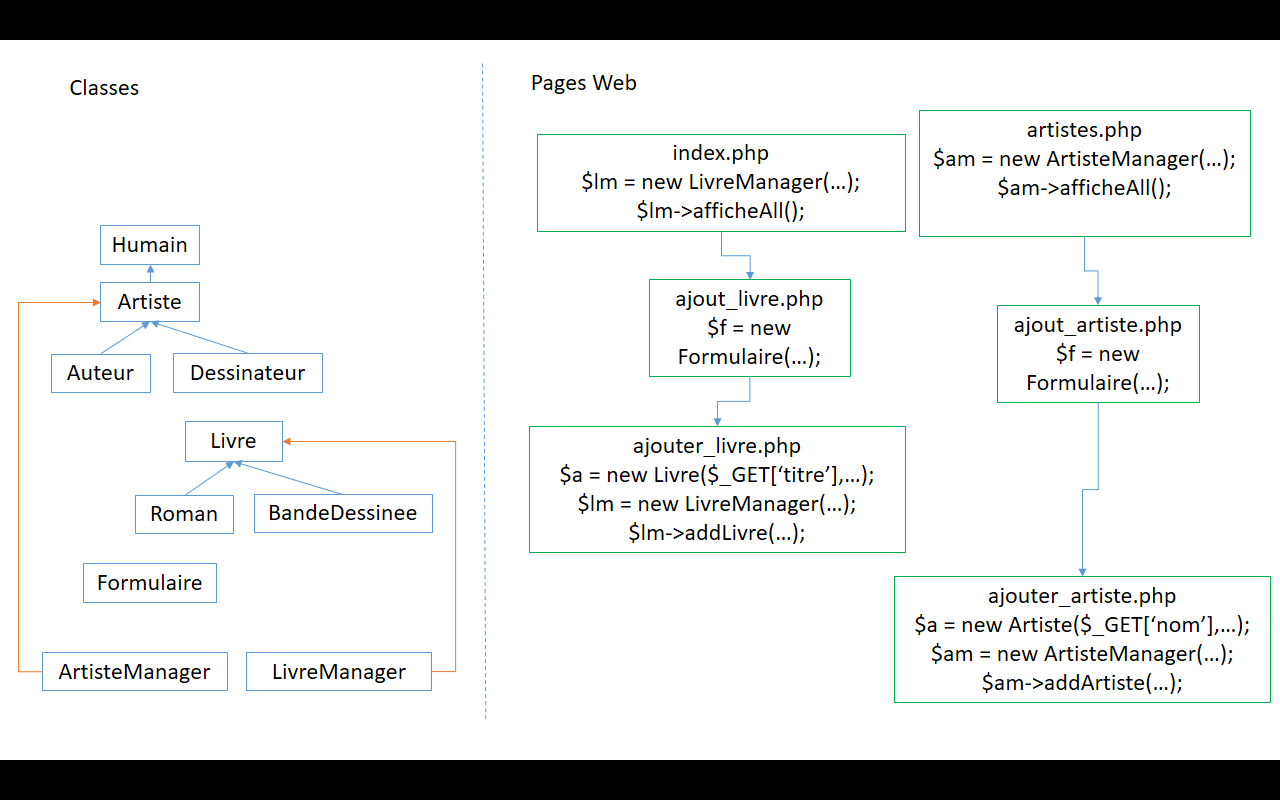 Classes
Humain
Artiste
Auteur
Dessinateur
Livre
Roman
BandeDessinee
Formulaire
ArtisteManager
LivreManager
Pages Web
index.php
$lm = new LivreManager(…);
$lm->afficheAll();
ajout_livre.php
$f = new
Formulaire(…);
ajouter_livre.php
$a = new Livre($_GET[‘titre’],…);
$lm = new LivreManager(…);
$lm->addLivre(…);
artistes.php
$am = new ArtisteManager(…);
$am->afficheAll();
ajout_artiste.php
$f = new
Formulaire(…);
ajouter_artiste.php
$a = new Artiste($_GET[‘nom’],…);
$am = new ArtisteManager(…);
$am->addArtiste(…);